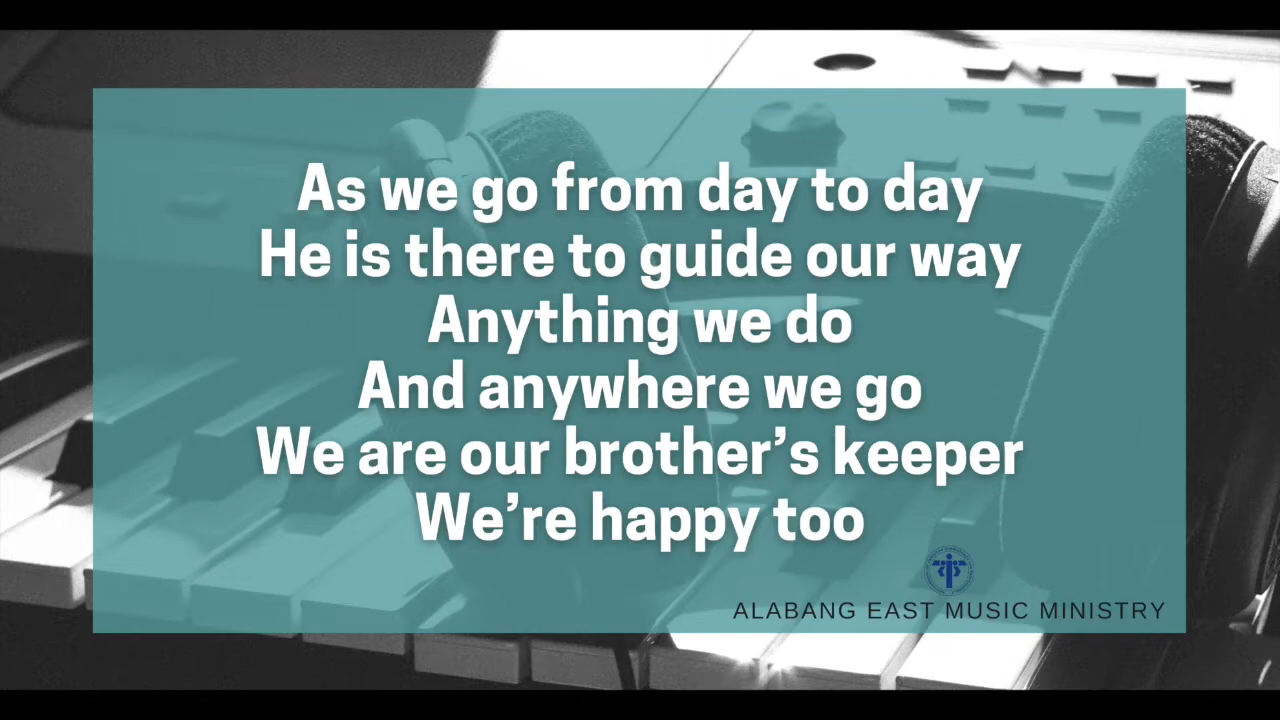 As we go from day to day
He is there to guide our way
Anything we do
And anywhere we go
We are our brother’s keeper
We’re happy too
ALABANG EAST MUSIC MINISTRY